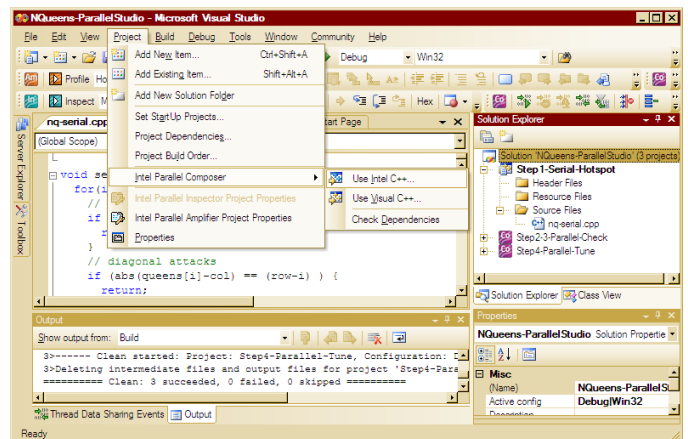 NQueens-ParallelStudio - Microsoft Visual Studio
File Edit View Project Build Debug Tools Window Community Help
Debug Win32
Profile Ho
Inspect M
Hex
Add New Item... Ctrl+Shift+A
Add Existing Item... Shift+Alt+A
Add New Solution Folder
Set StartUp Projects...
Project Dependencies...
Project Build Order...
Intel Parallel Composer
Intel Parallel Inspector Project Properties
Intel Parallel Amplifier Project Properties
Properties
Use Intel C++...
Use Visual C++...
Check Dependencies
Server Explorer
Toolbox
nq-serial.cpp
tart Page
(Global Scope)
void se
for(i
//
if
r
}
// diagonal attacks
if (abs(queens[i]-col) == (row-i) ) {
return;
Solution Explorer
Solution 'NQueens-ParallelStudio' (3 projects)
Step1-Serial-Hotspot
Header Files
Resource Files
Source Files
nq-serial.cpp
Step2-3-Parallel-Check
Step4-Parallel-Tune
Solution Explorer Class View
Output
Show output from: Build
3>------ Clean started: Project: Step4-Parallel-Tune, Configuration:
3>Deleting intermediate files and output files for project 'Step4-Para
========== Clean: 3 succeeded, 0 failed, 0 skipped ==========
Thread Data Sharing Events Output
Properties
NQueens-ParallelStudio Solution Propertie
Misc
(Name) NQueens-ParallelS
Active config Debug|Win32
Description
Ready